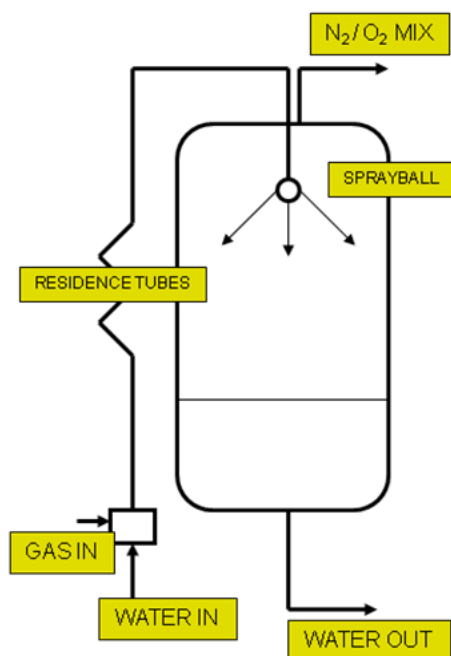 N₂/O₂ MIX
SPRAYBALL
RESIDENCE TUBES
GAS IN
WATER IN
WATER OUT